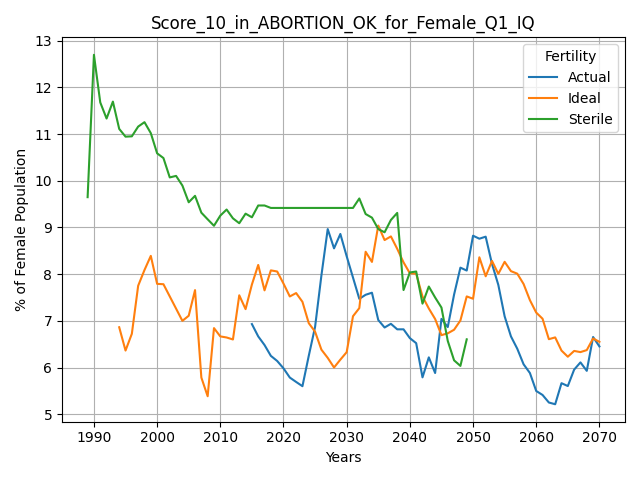 Score_10_in_ABORTION_OK_for_Female_Q1_IQ
Fertility
Actual
Ideal
Sterile
% of Female Population
13
12
11
10
9
8
7
6
5
1990 2000 2010 2020 2030 2040 2050 2060 2070
Years